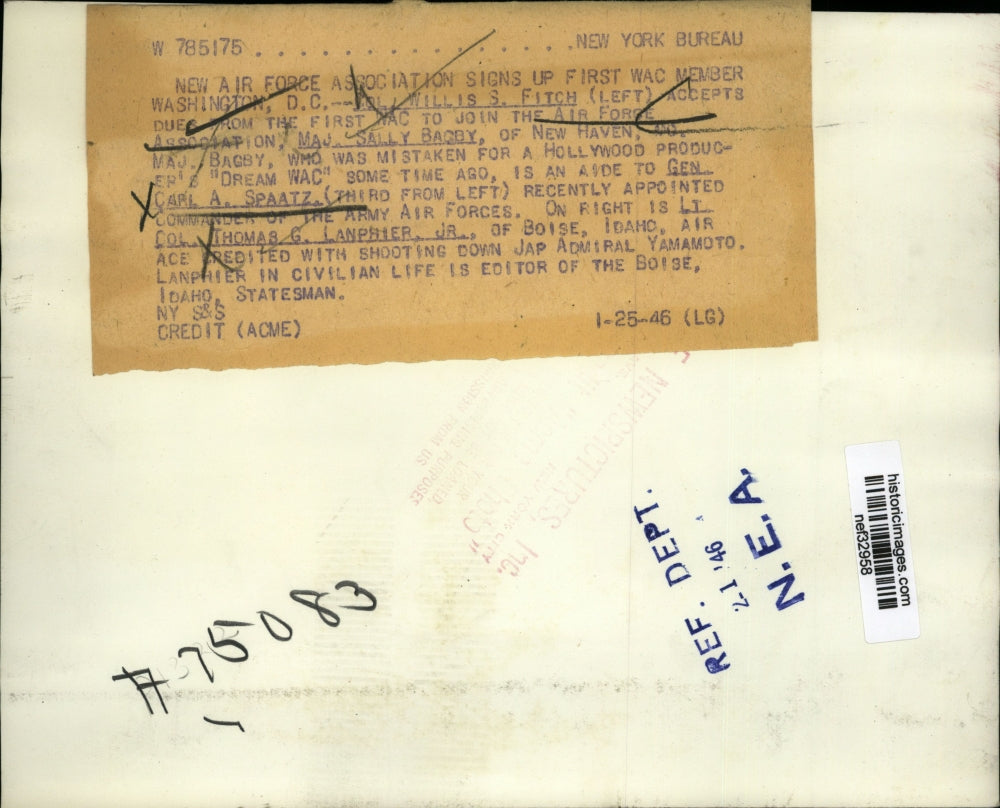 W 785175 . . . . . . . . . . . . . . . . . NEW YORK BUREAU
NEW AIR FORCE ASSOCIATION SIGNS UP FIRST WAC MEMBER
WASHINGTON, D.C.--COL. WILLIS S. FITCH (LEFT) ACCEPTS
DUES FROM THE FIRST WAC TO JOIN THE AIR FORCE
ASSOCIATION, MAJ. SALLY BAGBY, OF NEW HAVEN,
MAJ. BAGBY, WHO WAS MISTAKEN FOR A HOLLYWOOD PRODUC-
ER'S "DREAM WAC" SOME TIME AGO, IS AN AIDE TO GEN.
CARL A. SPAATZ, (THIRD FROM LEFT) RECENTLY APPOINTED
COMMANDER OF THE ARMY AIR FORCES. ON RIGHT IS LT.
COL. THOMAS G. LANPHIER, JR., OF BOISE, IDAHO, AIR
ACE CREDITED WITH SHOOTING DOWN JAP ADMIRAL YAMAMOTO.
LANPHIER IN CIVILIAN LIFE IS EDITOR OF THE BOISE,
IDAHO, STATESMAN.
NY S&S
CREDIT (ACME) 1-25-46 (LG)
NEWSPICTURES
INC.
REF. DEPT.
2-1 '46
N.E.A.
historicimages.com
nef32958
# 75083